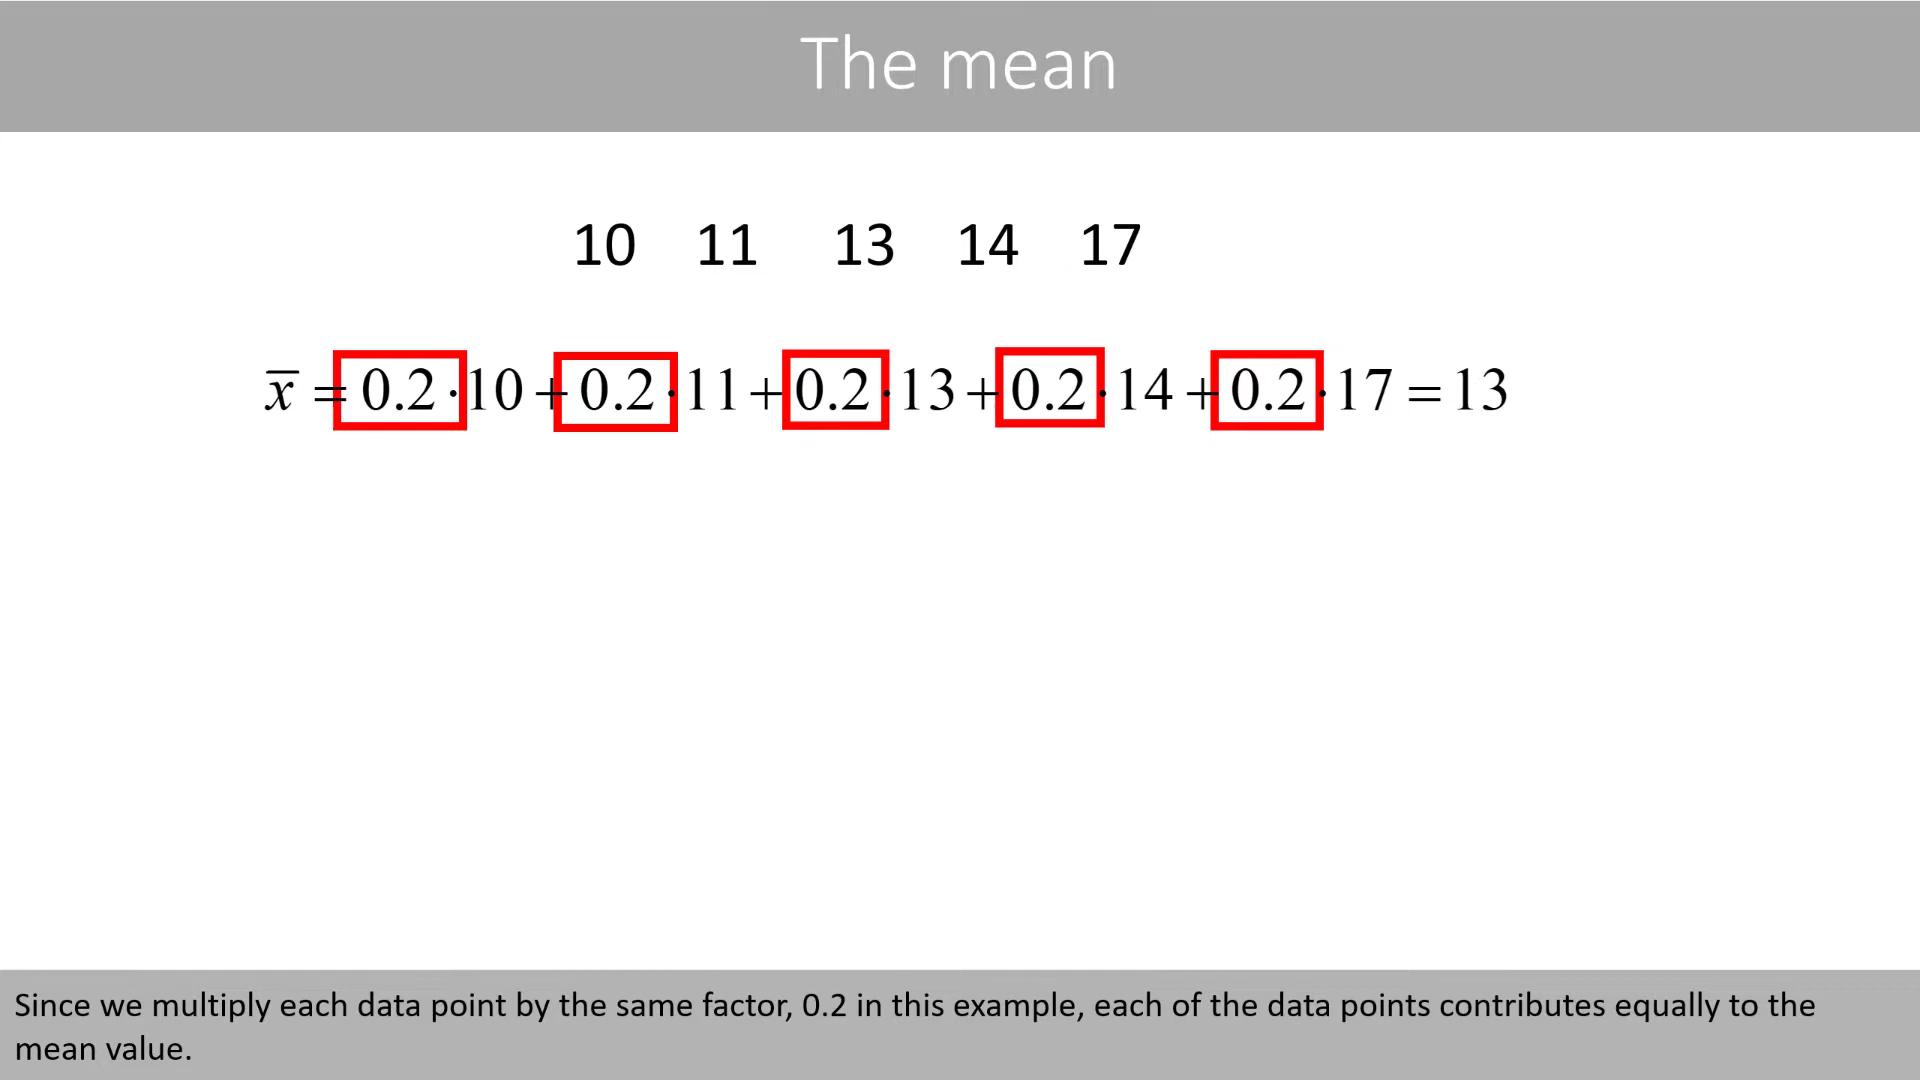 The mean
10 11 13 14 17
x̅ = 0.2·10 + 0.2·11 + 0.2·13 + 0.2·14 + 0.2·17 = 13
Since we multiply each data point by the same factor, 0.2 in this example, each of the data points contributes equally to the
mean value.